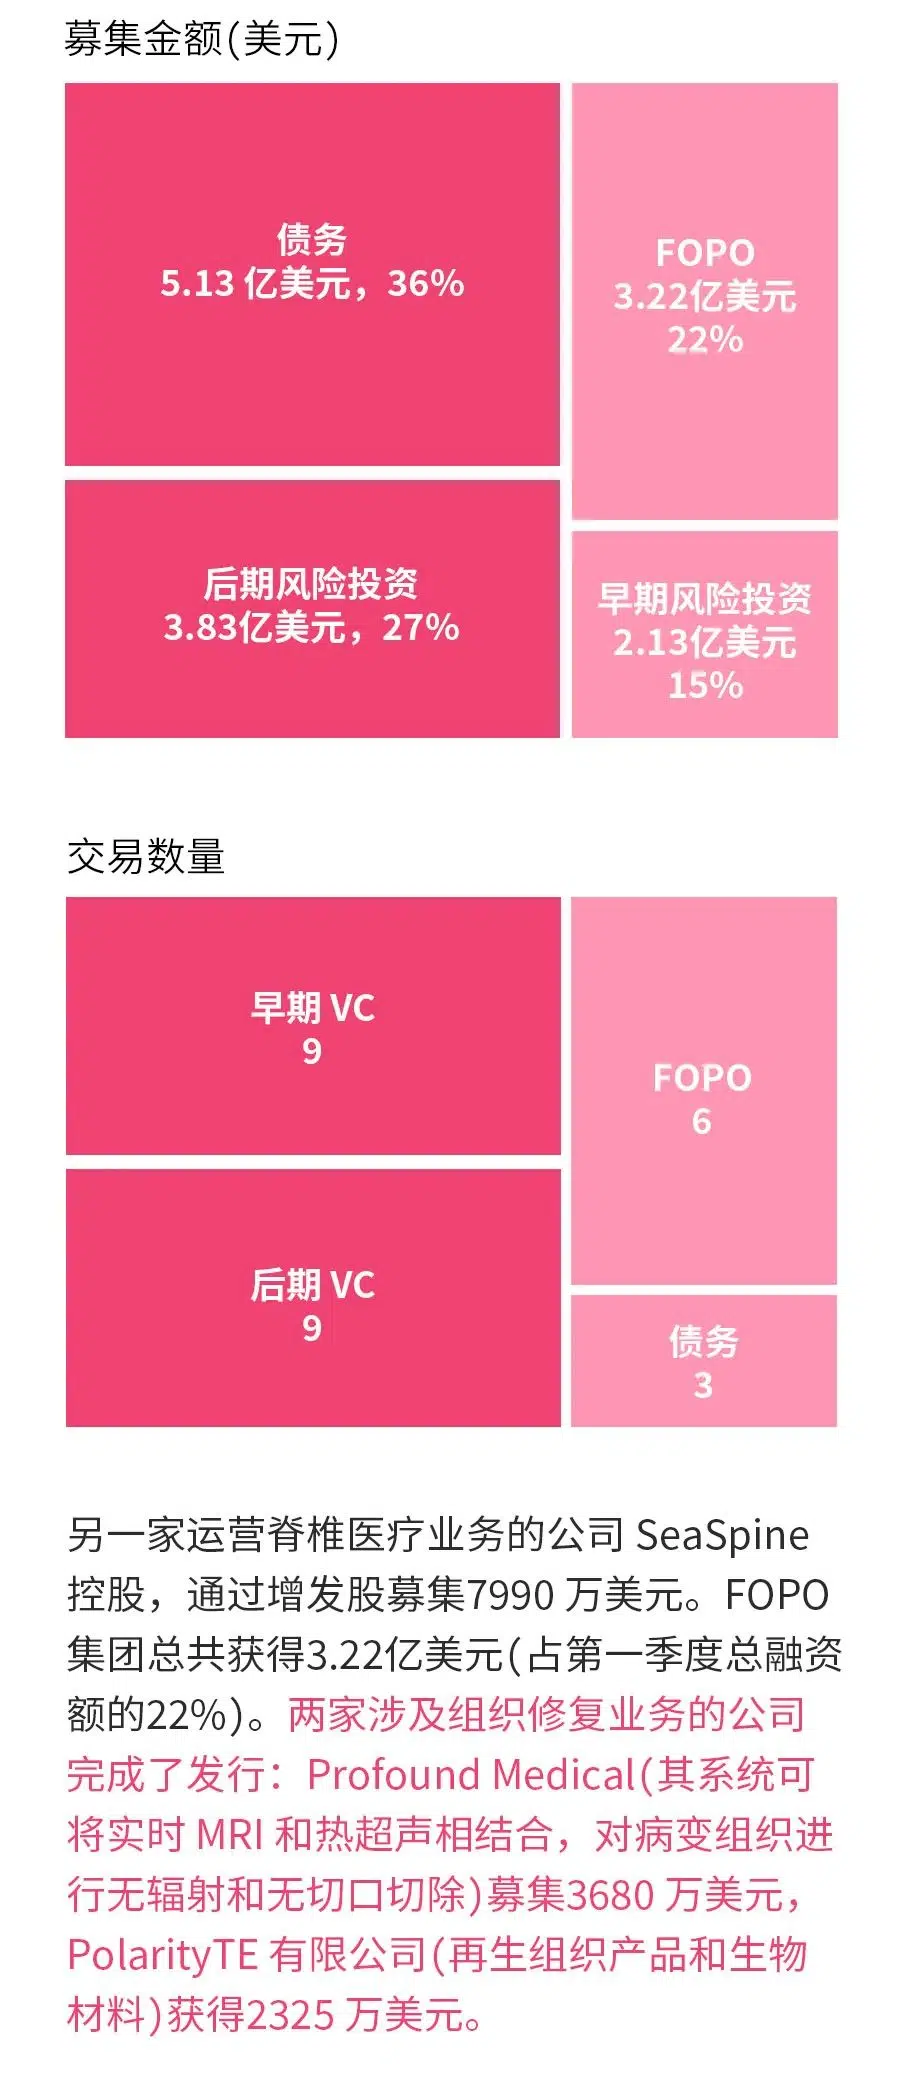 募集金额(美元)
债务
5.13 亿美元，36%
FOPO
3.22亿美元
22%
后期风险投资
3.83亿美元，27%
早期风险投资
2.13亿美元
15%
交易数量
早期 VC
9
FOPO
6
后期 VC
9
债务
3
另一家运营脊椎医疗业务的公司 SeaSpine
控股，通过增发股募集7990 万美元。FOPO
集团总共获得3.22亿美元(占第一季度总融资
额的22%)。两家涉及组织修复业务的公司
完成了发行：Profound Medical(其系统可
将实时 MRI 和热超声相结合，对病变组织进
行无辐射和无切口切除)募集3680 万美元，
PolarityTE 有限公司(再生组织产品和生物
材料)获得2325 万美元。